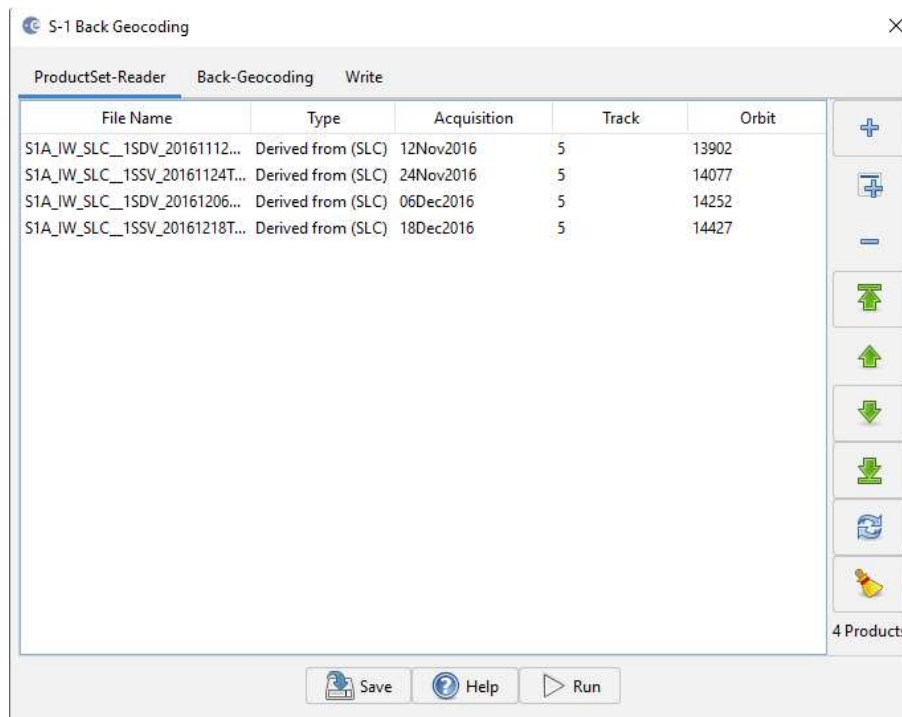 S-1 Back Geocoding
ProductSet-Reader Back-Geocoding Write
File Name Type Acquisition Track Orbit
S1A_IW_SLC__1SDV_20161112... Derived from (SLC) 12Nov2016 5 13902
S1A_IW_SLC__1SSV_20161124T... Derived from (SLC) 24Nov2016 5 14077
S1A_IW_SLC__1SDV_20161206... Derived from (SLC) 06Dec2016 5 14252
S1A_IW_SLC__1SSV_20161218T... Derived from (SLC) 18Dec2016 5 14427
4 Products
Save Help Run